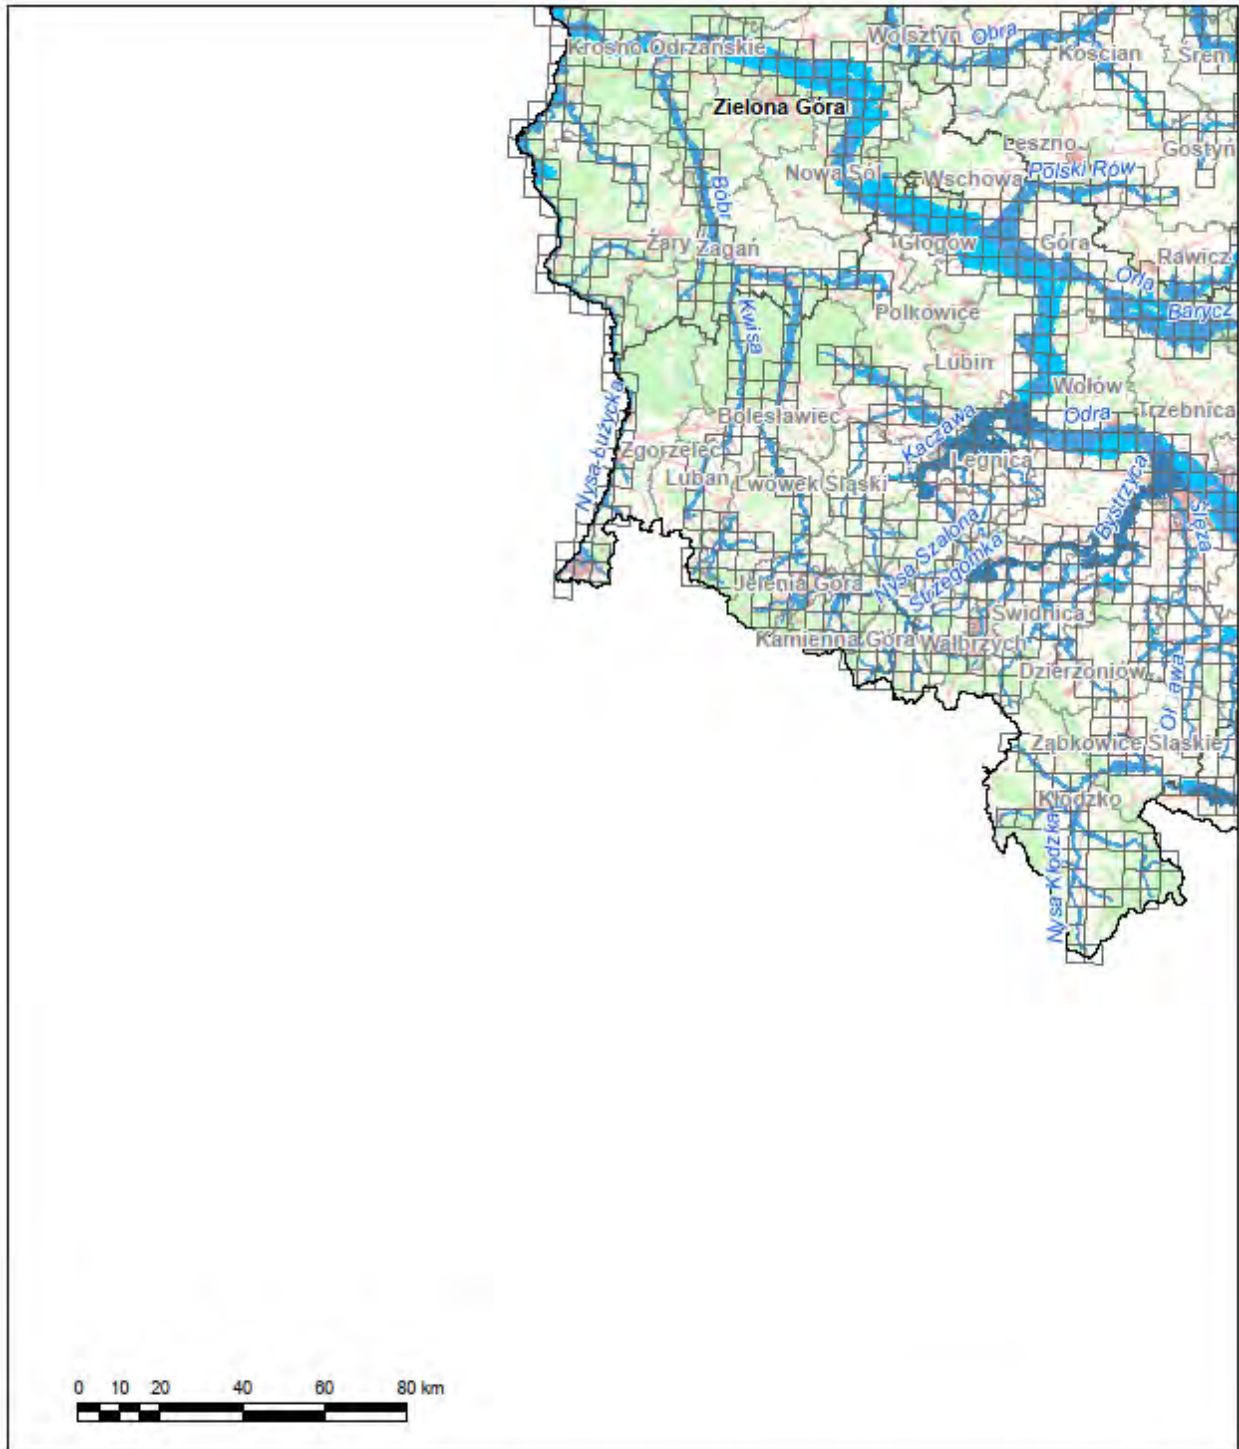 Wolsztyn
Obra
Krosno Odrzańskie
Kościan
Śrem
Zielona Góra
Leszno
Gostyń
Polski Rów
Nowa Sól
Wschowa
Bóbr
Żary
Żagań
Głogów
Góra
Rawicz
Orla
Barycz
Polkowice
Kwisa
Lubin
Wołów
Trzebnica
Odra
Bolesławiec
Nysa Łużycka
Kaczawa
Zgorzelec
Legnica
Lubań
Lwówek Śląski
Bystrzyca
Ślęza
Nysa Szalona
Strzegomka
Jelenia Góra
Świdnica
Kamienna Góra
Wałbrzych
Dzierżoniów
Oława
Ząbkowice Śląskie
Kłodzko
Nysa Kłodzka
0 10 20 40 60 80 km